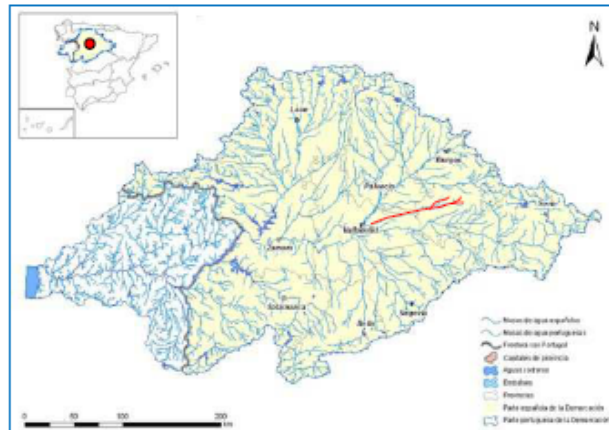 N
León
Burgos
Palencia
Soria
Valladolid
Zamora
Salamanca
Segovia
Ávila
Masas de agua españolas
Masas de agua portuguesas
Frontera con Portugal
Capitales de provincia
Embalses
Provincias
Parte española de la Demarcación
Parte portuguesa de la Demarcación
0 50 100 200
km